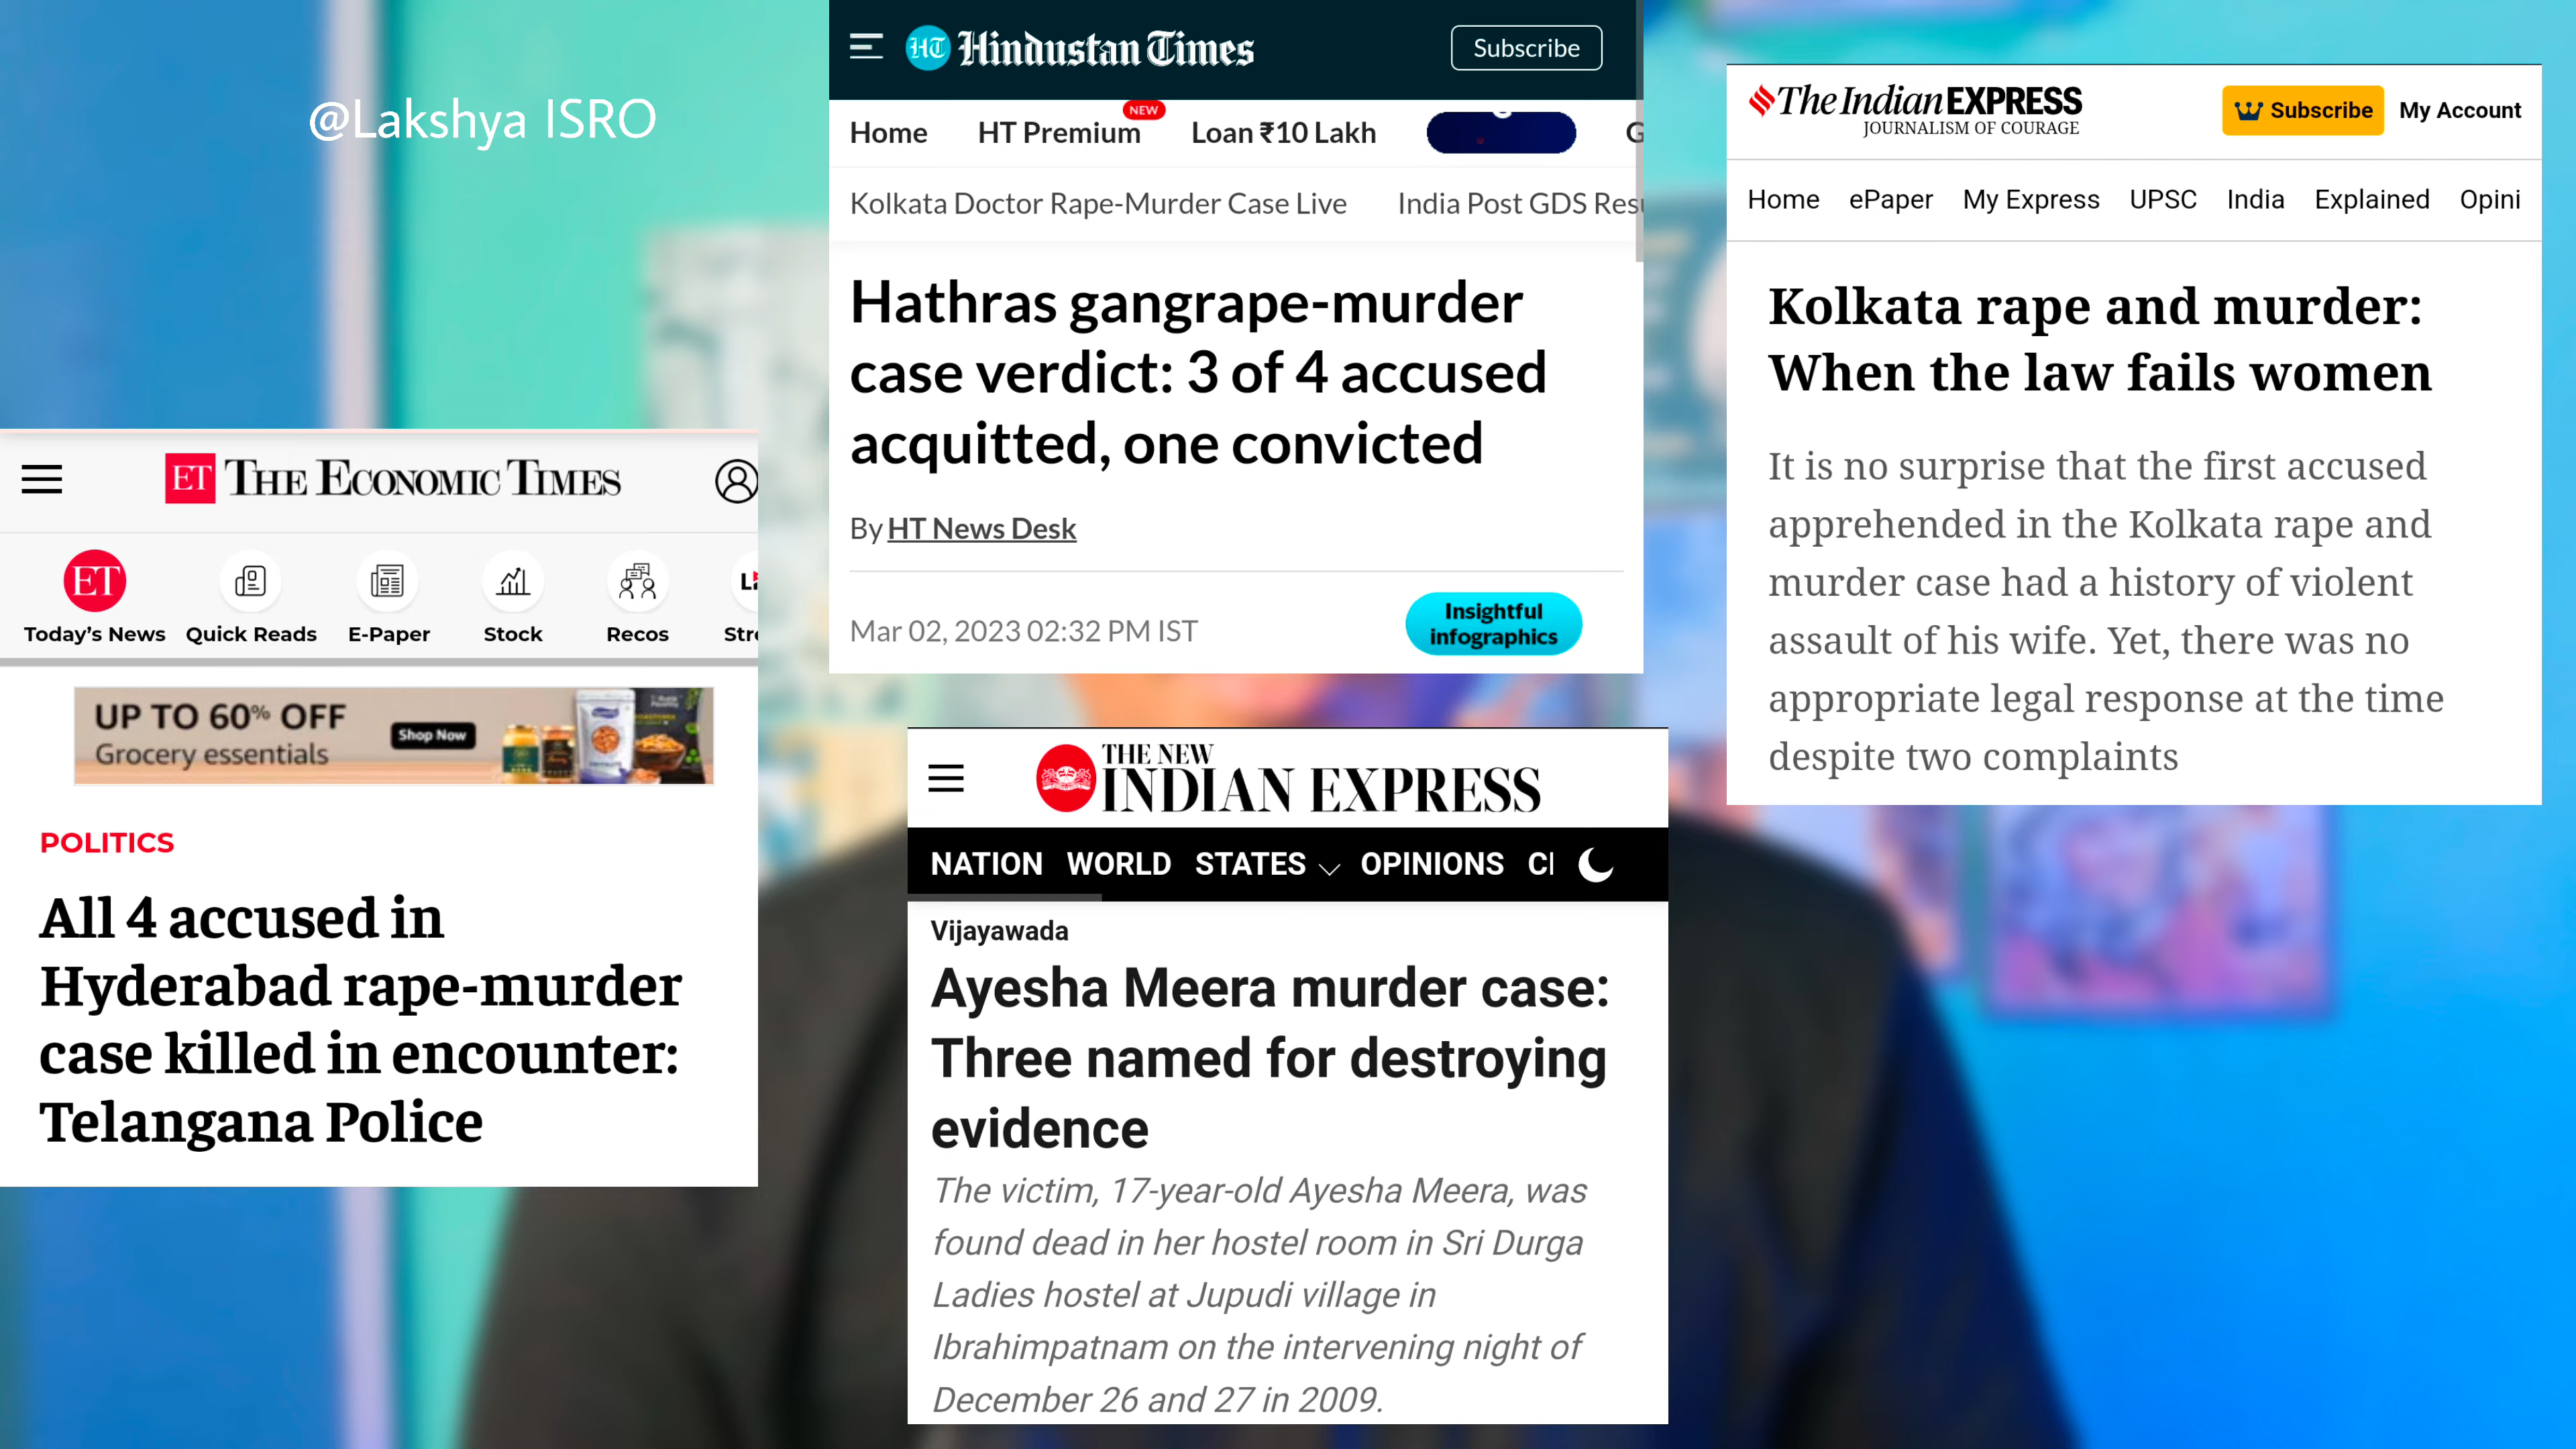 @Lakshya ISRO
HT Hindustan Times
Subscribe
NEW
Home HT Premium Loan ₹10 Lakh G
Kolkata Doctor Rape-Murder Case Live India Post GDS Resu
Hathras gangrape-murder
case verdict: 3 of 4 accused
acquitted, one convicted
By HT News Desk
Mar 02, 2023 02:32 PM IST
Insightful
infographics
The Indian EXPRESS
JOURNALISM OF COURAGE
Subscribe My Account
Home ePaper My Express UPSC India Explained Opini
Kolkata rape and murder:
When the law fails women
It is no surprise that the first accused
apprehended in the Kolkata rape and
murder case had a history of violent
assault of his wife. Yet, there was no
appropriate legal response at the time
despite two complaints
ET THE ECONOMIC TIMES
ET
Today's News Quick Reads E-Paper Stock Recos Stre
UP TO 60% OFF
Grocery essentials
Shop Now
POLITICS
All 4 accused in
Hyderabad rape-murder
case killed in encounter:
Telangana Police
THE NEW
INDIAN EXPRESS
NATION WORLD STATES OPINIONS
Vijayawada
Ayesha Meera murder case:
Three named for destroying
evidence
The victim, 17-year-old Ayesha Meera, was
found dead in her hostel room in Sri Durga
Ladies hostel at Jupudi village in
Ibrahimpatnam on the intervening night of
December 26 and 27 in 2009.